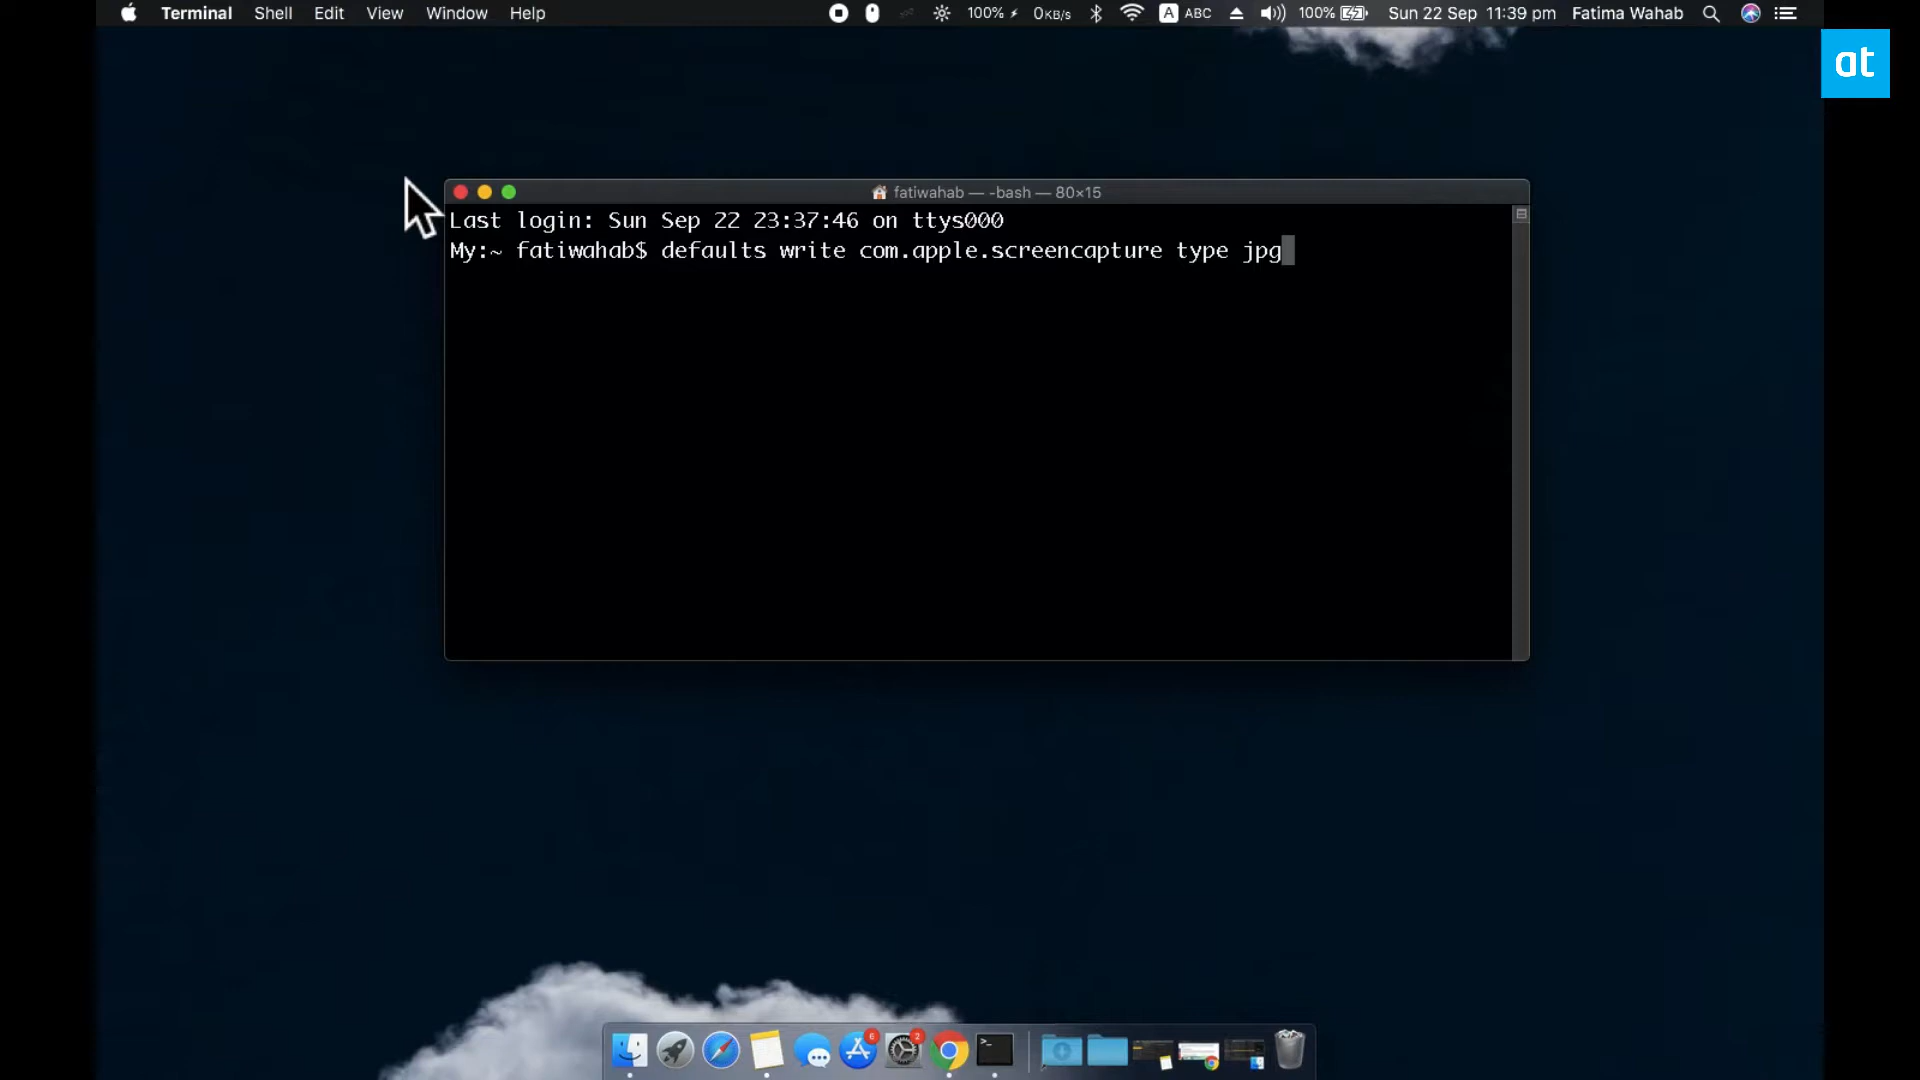 Terminal Shell Edit View Window Help 100% 0KB/s A ABC 100% Sun 22 Sep 11:39 pm Fatima Wahab
at
fatiwahab — -bash — 80×15
Last login: Sun Sep 22 23:37:46 on ttys000
My:~ fatiwahab$ defaults write com.apple.screencapture type jpg
6
2
>_